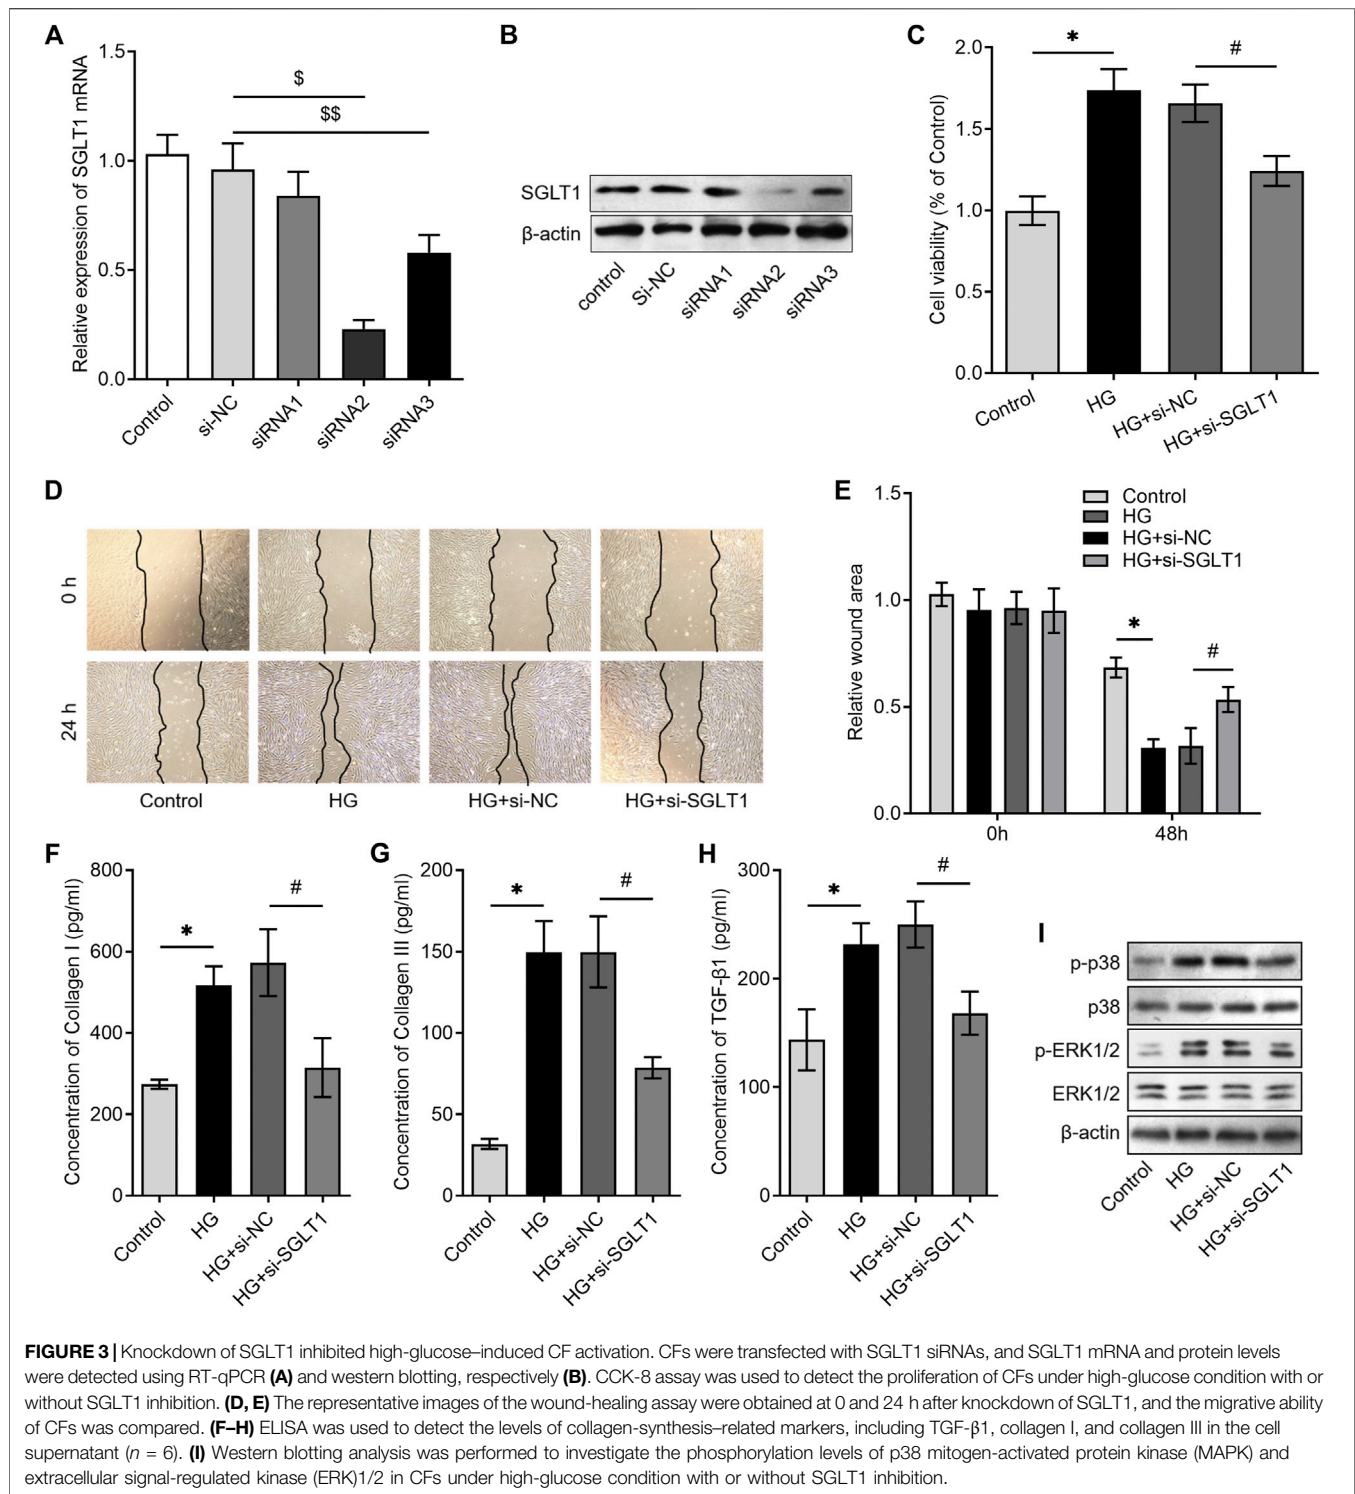 A
Relative expression of SGLT1 mRNA
1.5
1.0
0.5
0.0
$
$$
Control
si-NC
siRNA1
siRNA2
siRNA3
B
SGLT1
β-actin
control
Si-NC
siRNA1
siRNA2
siRNA3
C
Cell viability (% of Control)
2.0
1.5
1.0
0.5
0.0
*
#
Control
HG
HG+si-NC
HG+si-SGLT1
D
0 h
24 h
Control
HG
HG+si-NC
HG+si-SGLT1
E
Relative wound area
1.5
1.0
0.5
0.0
Control
HG
HG+si-NC
HG+si-SGLT1
*
#
0h
48h
F
Concentration of Collagen I (pg/ml)
800
600
400
200
0
*
#
Control
HG
HG+si-NC
HG+si-SGLT1
G
Concentration of Collagen III (pg/ml)
200
150
100
50
0
*
#
Control
HG
HG+si-NC
HG+si-SGLT1
H
Concentration of TGF-β1 (pg/ml)
300
200
100
0
*
#
Control
HG
HG+si-NC
HG+si-SGLT1
I
p-p38
p38
p-ERK1/2
ERK1/2
β-actin
Control
HG
HG+si-NC
HG+si-SGLT1
FIGURE 3 | Knockdown of SGLT1 inhibited high-glucose–induced CF activation. CFs were transfected with SGLT1 siRNAs, and SGLT1 mRNA and protein levels
were detected using RT-qPCR (A) and western blotting, respectively (B). CCK-8 assay was used to detect the proliferation of CFs under high-glucose condition with or
without SGLT1 inhibition. (D, E) The representative images of the wound-healing assay were obtained at 0 and 24 h after knockdown of SGLT1, and the migrative ability
of CFs was compared. (F–H) ELISA was used to detect the levels of collagen-synthesis–related markers, including TGF-β1, collagen I, and collagen III in the cell
supernatant (n = 6). (I) Western blotting analysis was performed to investigate the phosphorylation levels of p38 mitogen-activated protein kinase (MAPK) and
extracellular signal-regulated kinase (ERK)1/2 in CFs under high-glucose condition with or without SGLT1 inhibition.